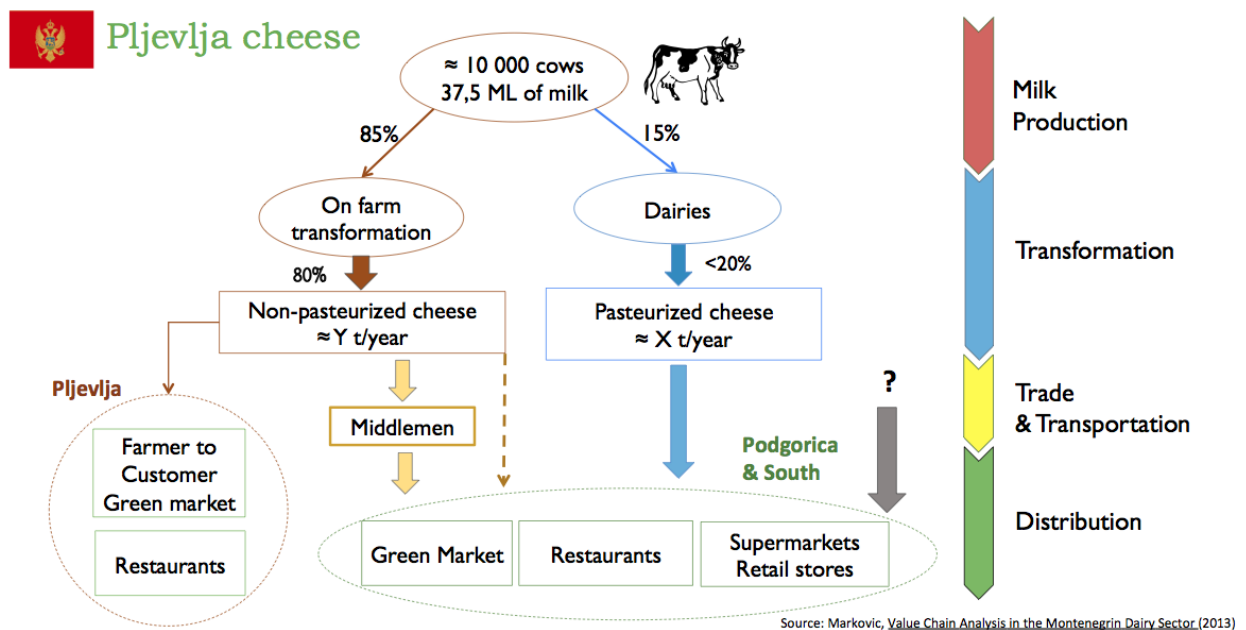 Pljevlja cheese
≈ 10 000 cows
37,5 ML of milk
85%
15%
On farm
transformation
Dairies
80%
<20%
Non-pasteurized cheese
≈ Y t/year
Pasteurized cheese
≈ X t/year
Pljevlja
Farmer to
Customer
Green market
Restaurants
Middlemen
?
Podgorica
& South
Green Market
Restaurants
Supermarkets
Retail stores
Milk
Production
Transformation
Trade
& Transportation
Distribution
Source: Markovic, Value Chain Analysis in the Montenegrin Dairy Sector (2013)